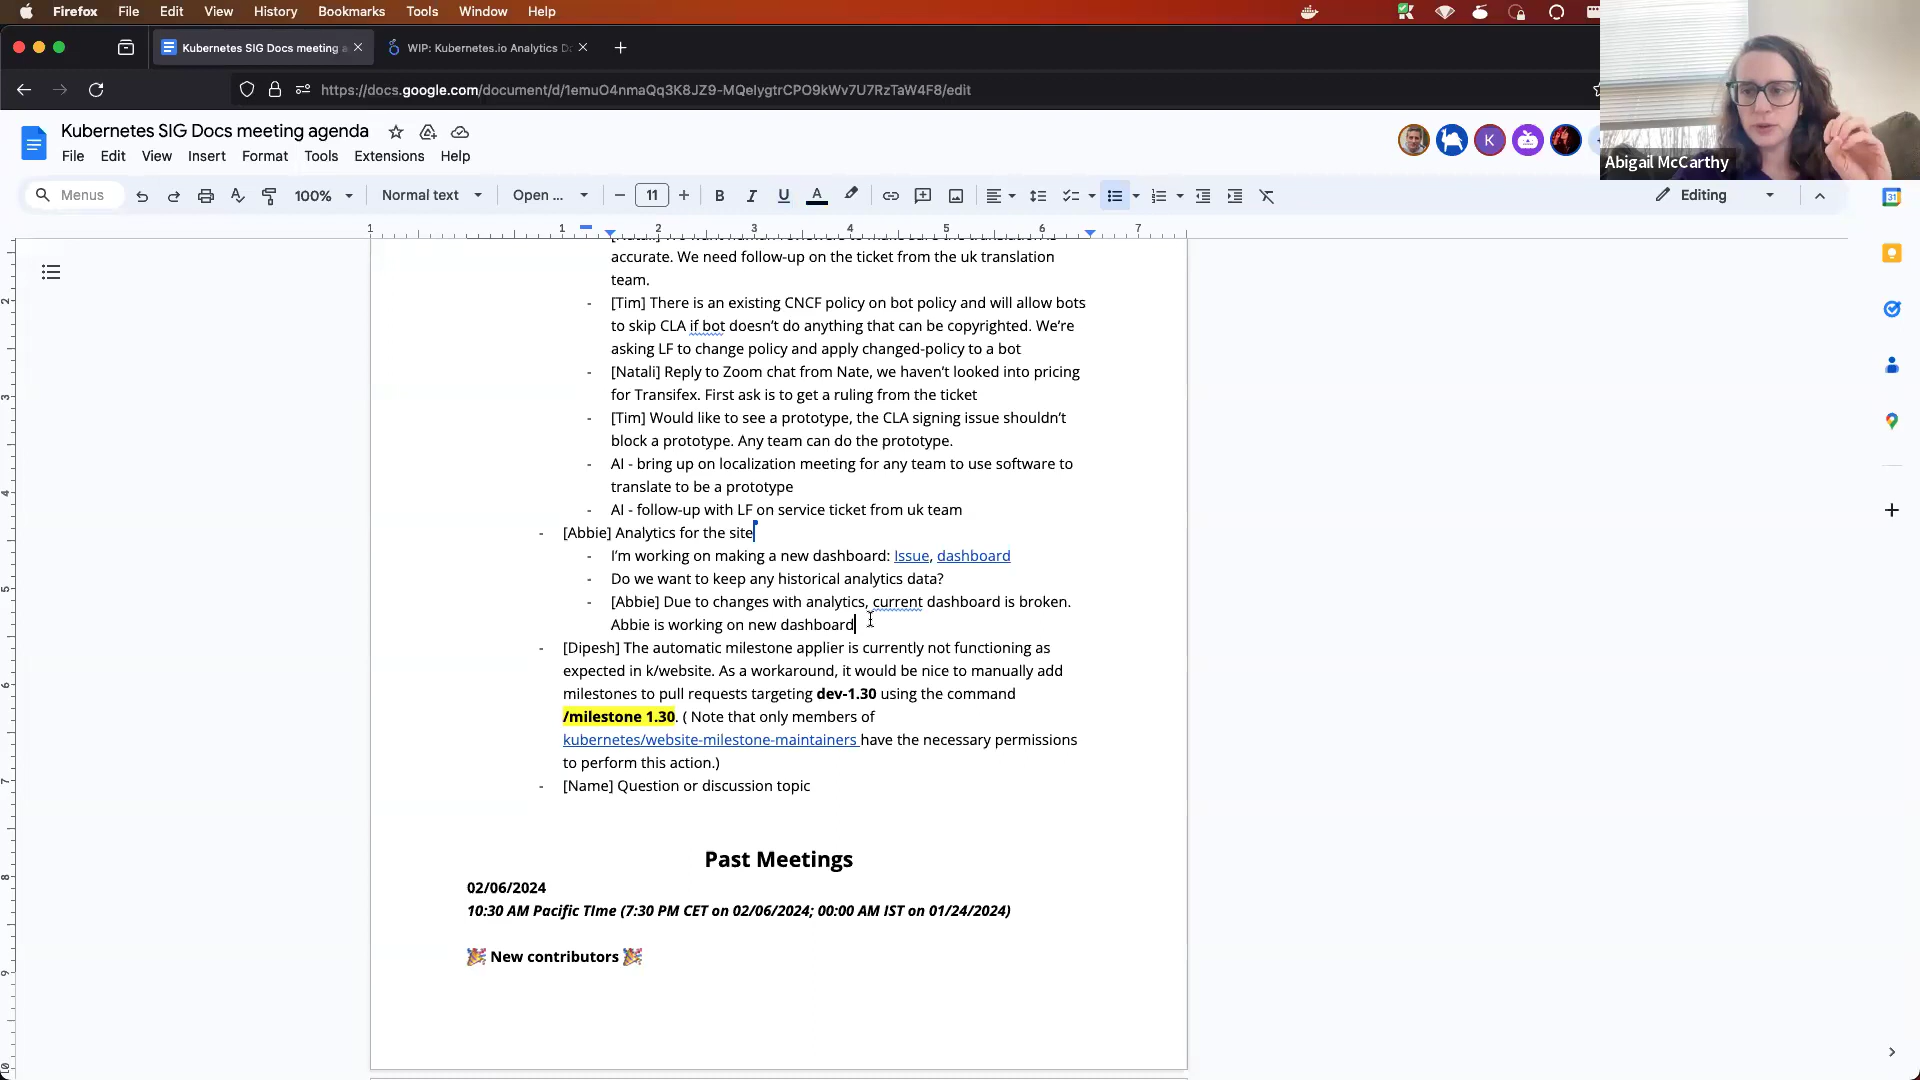 Firefox File Edit View History Bookmarks Tools Window Help
Kubernetes SIG Docs meeting a
WIP: Kubernetes.io Analytics D
https://docs.google.com/document/d/1emuO4nmaQq3K8JZ9-MQelygtrCPO9kWv7U7RzTaW4F8/edit
Kubernetes SIG Docs meeting agenda
File Edit View Insert Format Tools Extensions Help
K
Abigail McCarthy
Menus 100% Normal text Open ... 11 B I U A Editing
1 1 2 3 4 5 6 7
accurate. We need follow-up on the ticket from the uk translation
team.
- [Tim] There is an existing CNCF policy on bot policy and will allow bots
to skip CLA if bot doesn't do anything that can be copyrighted. We're
asking LF to change policy and apply changed-policy to a bot
- [Natali] Reply to Zoom chat from Nate, we haven't looked into pricing
for Transifex. First ask is to get a ruling from the ticket
- [Tim] Would like to see a prototype, the CLA signing issue shouldn't
block a prototype. Any team can do the prototype.
- AI - bring up on localization meeting for any team to use software to
translate to be a prototype
- AI - follow-up with LF on service ticket from uk team
- [Abbie] Analytics for the site
- I'm working on making a new dashboard: Issue, dashboard
- Do we want to keep any historical analytics data?
- [Abbie] Due to changes with analytics, current dashboard is broken.
Abbie is working on new dashboard
- [Dipesh] The automatic milestone applier is currently not functioning as
expected in k/website. As a workaround, it would be nice to manually add
milestones to pull requests targeting dev-1.30 using the command
/milestone 1.30. ( Note that only members of
kubernetes/website-milestone-maintainers have the necessary permissions
to perform this action.)
- [Name] Question or discussion topic
Past Meetings
02/06/2024
10:30 AM Pacific TIme (7:30 PM CET on 02/06/2024; 00:00 AM IST on 01/24/2024)
🎉 New contributors 🎉